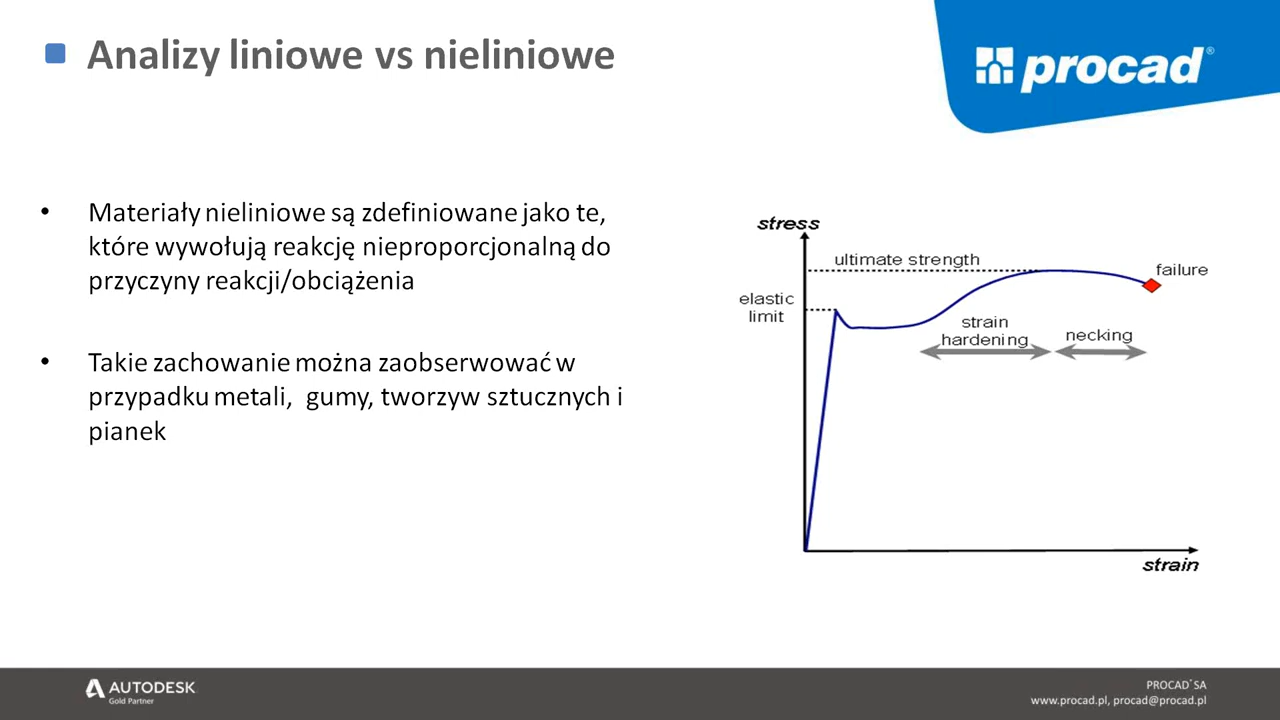 Analizy liniowe vs nieliniowe
procad®
• Materiały nieliniowe są zdefiniowane jako te,
które wywołują reakcję nieproporcjonalną do
przyczyny reakcji/obciążenia
• Takie zachowanie można zaobserwować w
przypadku metali, gumy, tworzyw sztucznych i
pianek
stress
ultimate strength
failure
elastic
limit
strain
hardening
necking
strain
AUTODESK
Gold Partner
PROCAD® SA
www.procad.pl, procad@procad.pl